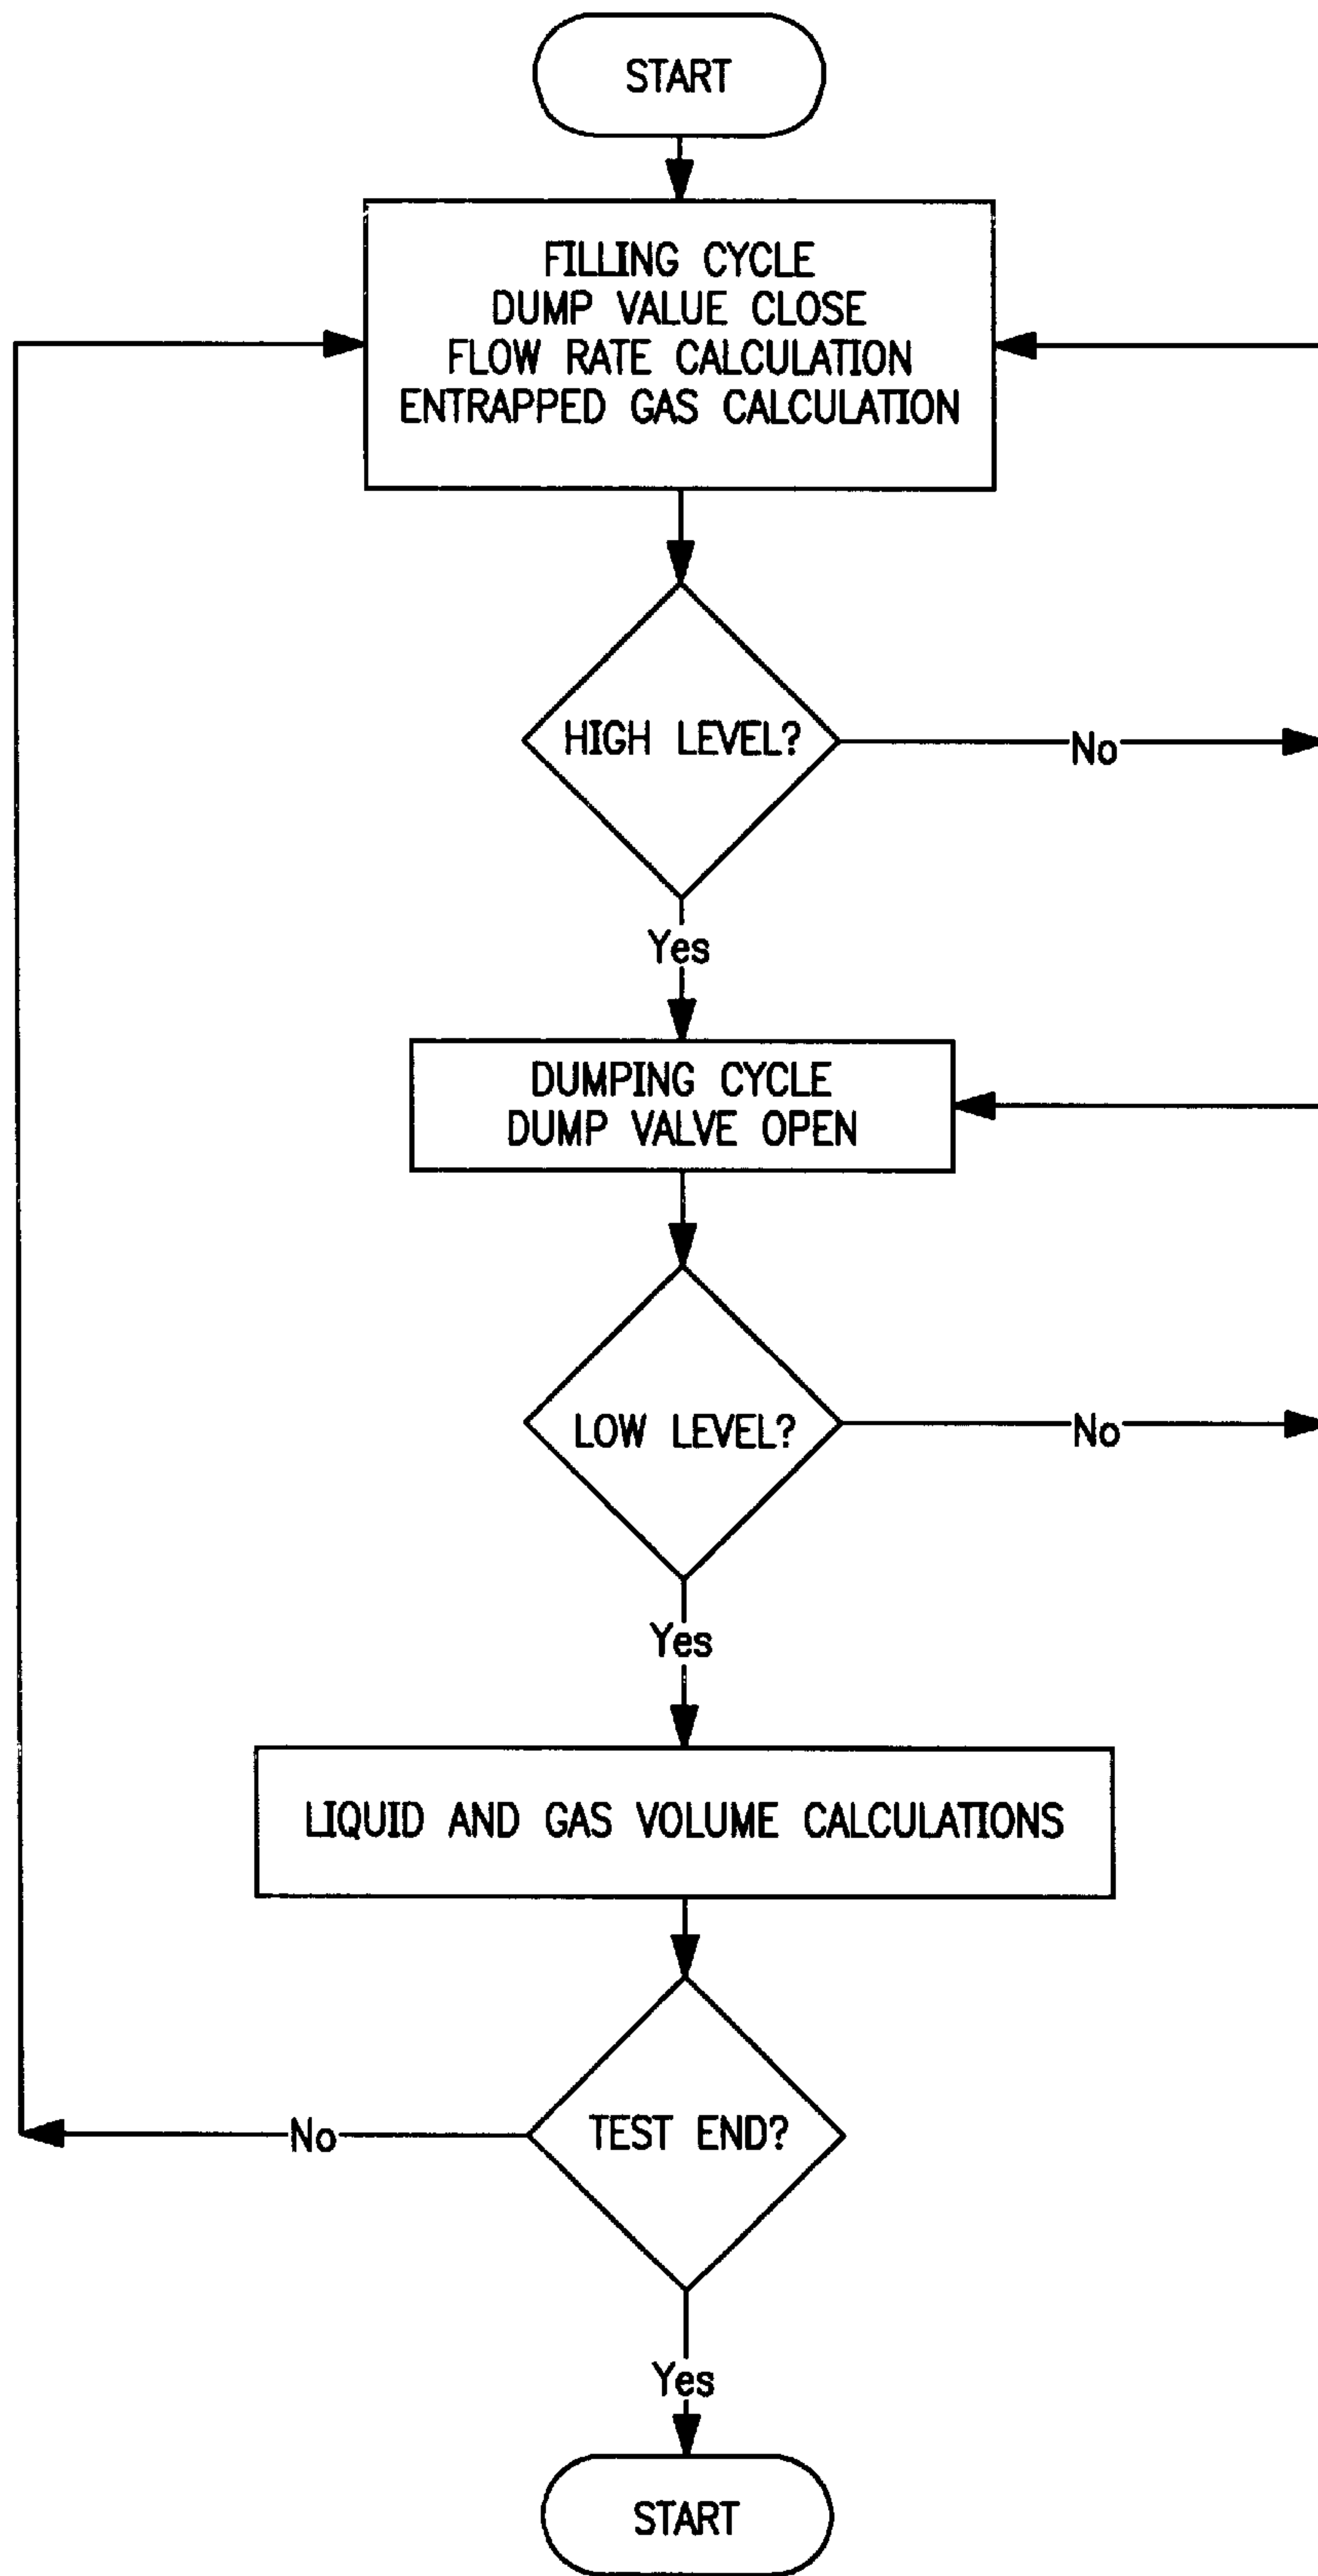 START
FILLING CYCLE
DUMP VALUE CLOSE
FLOW RATE CALCULATION
ENTRAPPED GAS CALCULATION
HIGH LEVEL?
No
Yes
DUMPING CYCLE
DUMP VALVE OPEN
LOW LEVEL?
No
Yes
LIQUID AND GAS VOLUME CALCULATIONS
TEST END?
No
Yes
START